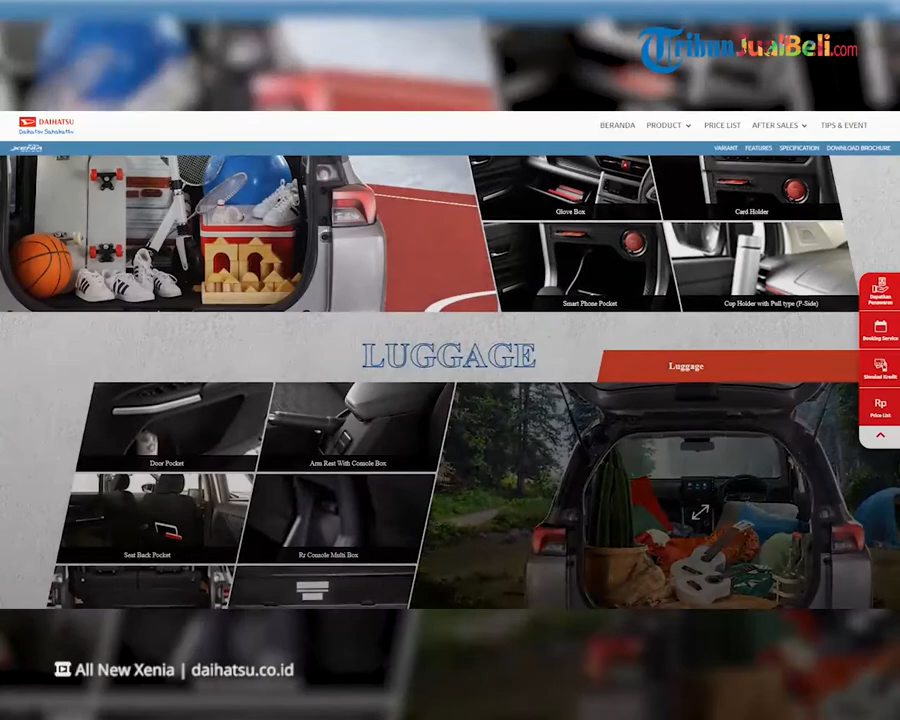 TribunJualBeli.com
DAIHATSU
Daihatsu Sahabatku
BERANDA PRODUCT PRICE LIST AFTER SALES TIPS & EVENT
XENIA
VARIANT FEATURES SPECIFICATION DOWNLOAD BROCHURE
Glove Box
Card Holder
Smart Phone Pocket
Cup Holder with Pull type (P-Side)
Dapatkan
Penawaran
Booking Service
Simulasi Kredit
Rp
Price List
LUGGAGE
Luggage
Door Pocket
Arm Rest With Console Box
Seat Back Pocket
Rr Console Multi Box
All New Xenia | daihatsu.co.id